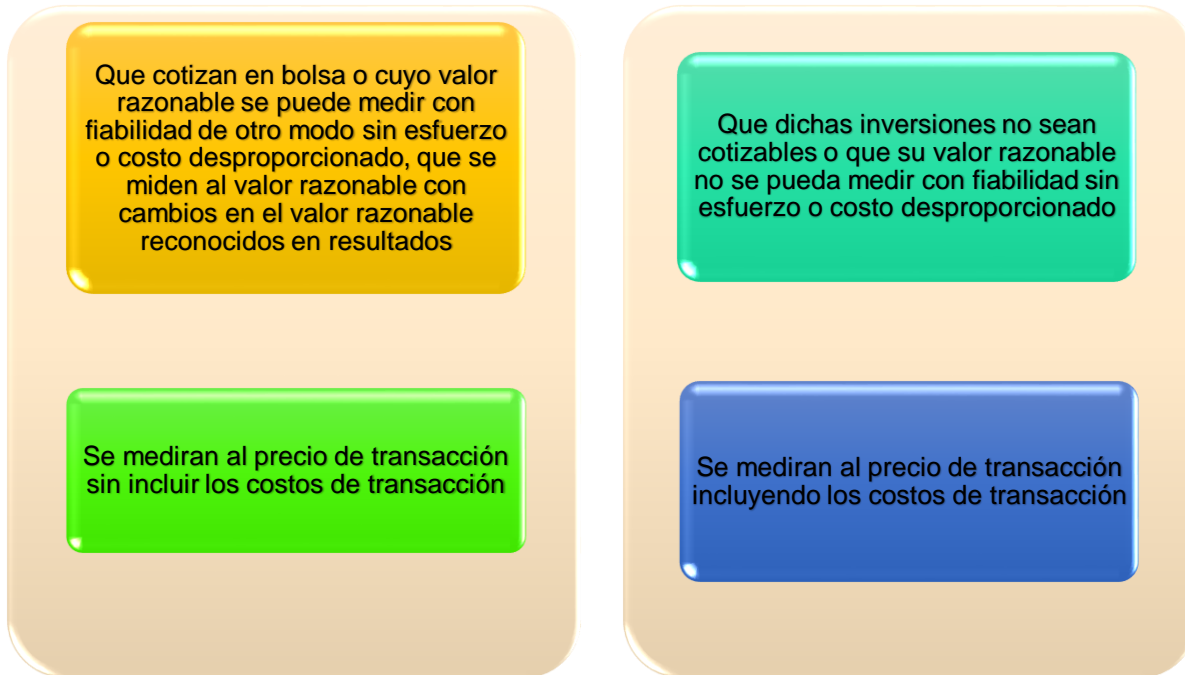 Que cotizan en bolsa o cuyo valor
razonable se puede medir con
fiabilidad de otro modo sin esfuerzo
o costo desproporcionado, que se
miden al valor razonable con
cambios en el valor razonable
reconocidos en resultados
Se mediran al precio de transacción
sin incluir los costos de transacción
Que dichas inversiones no sean
cotizables o que su valor razonable
no se pueda medir con fiabilidad sin
esfuerzo o costo desproporcionado
Se mediran al precio de transacción
incluyendo los costos de transacción